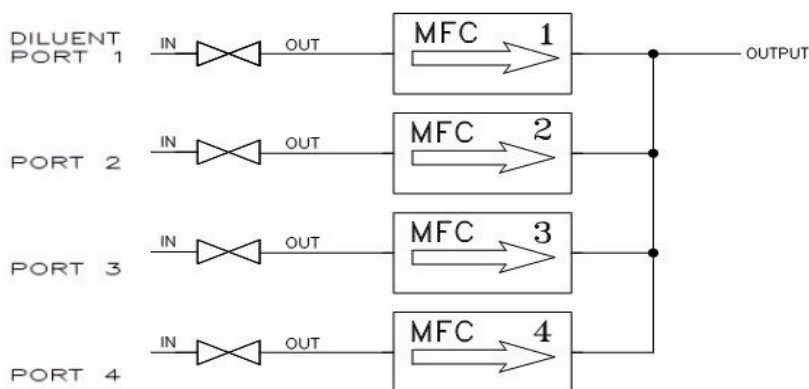 DILUENT
PORT 1
IN
OUT
MFC 1
OUTPUT
PORT 2
IN
OUT
MFC 2
PORT 3
IN
OUT
MFC 3
PORT 4
IN
OUT
MFC 4